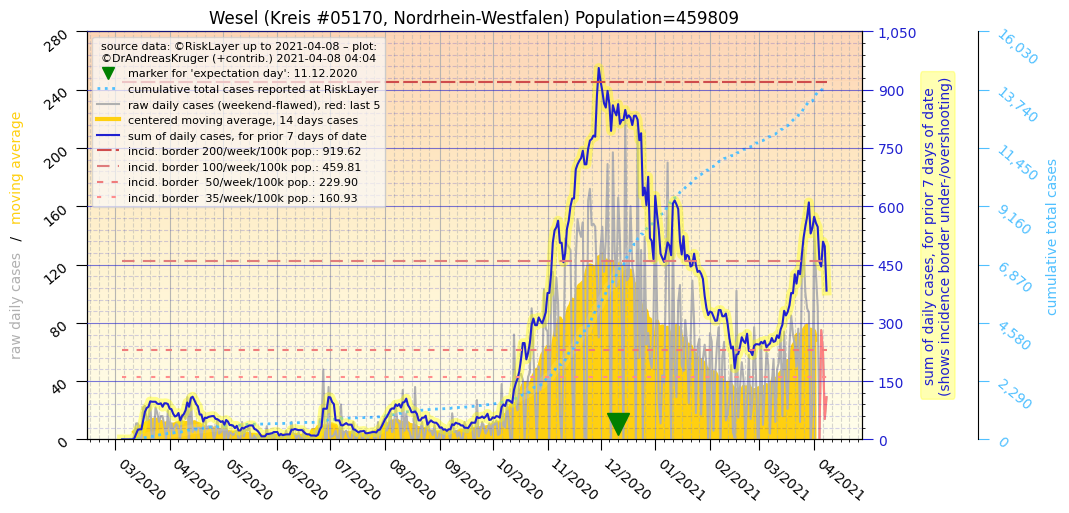 Wesel (Kreis #05170, Nordrhein-Westfalen) Population=459809
source data: ©RiskLayer up to 2021-04-08 – plot:
©DrAndreasKruger (+contrib.) 2021-04-08 04:04
marker for 'expectation day': 11.12.2020
cumulative total cases reported at RiskLayer
raw daily cases (weekend-flawed), red: last 5
centered moving average, 14 days cases
sum of daily cases, for prior 7 days of date
incid. border 200/week/100k pop.: 919.62
incid. border 100/week/100k pop.: 459.81
incid. border  50/week/100k pop.: 229.90
incid. border  35/week/100k pop.: 160.93
raw daily cases  /  moving average
280
240
200
160
120
80
40
0
03/2020
04/2020
05/2020
06/2020
07/2020
08/2020
09/2020
10/2020
11/2020
12/2020
01/2021
02/2021
03/2021
04/2021
1,050
900
750
600
450
300
150
0
sum of daily cases, for prior 7 days of date
(shows incidence border under-/overshooting)
16,030
13,740
11,450
9,160
6,870
4,580
2,290
0
cumulative total cases